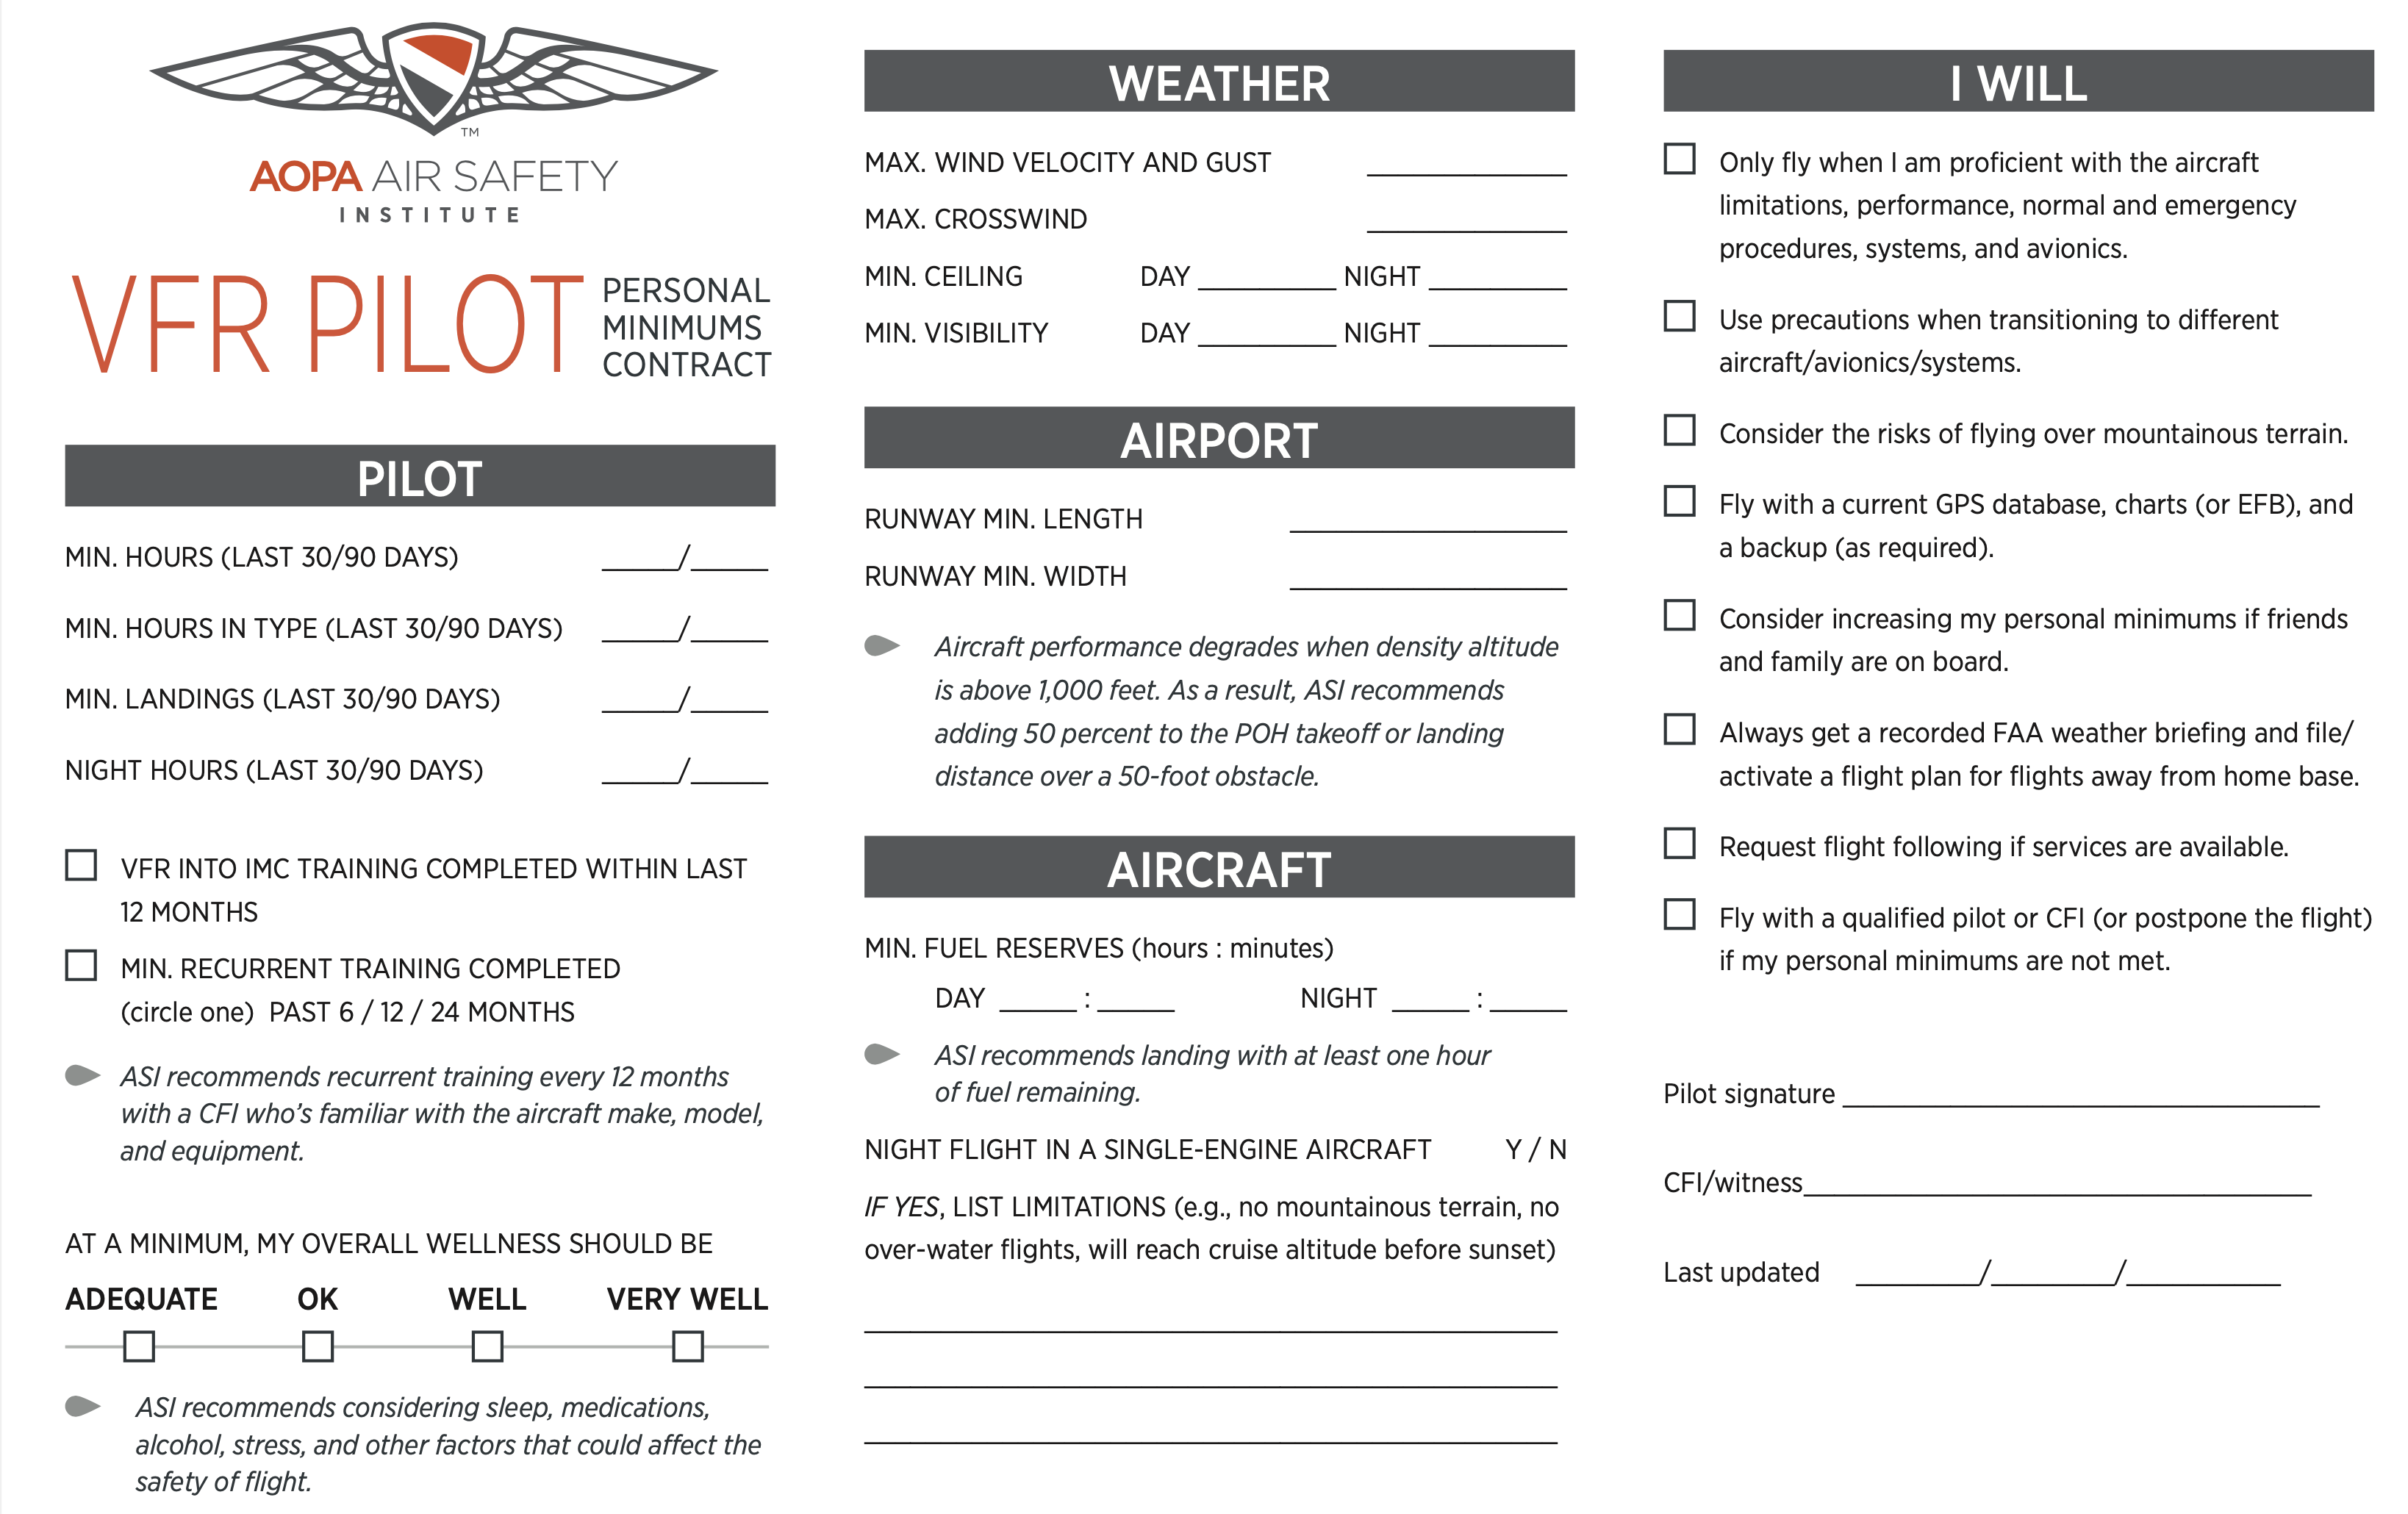 ™
AOPA AIR SAFETY
INSTITUTE
VFR PILOT
PERSONAL
MINIMUMS
CONTRACT
PILOT
MIN. HOURS (LAST 30/90 DAYS) _____/_____
MIN. HOURS IN TYPE (LAST 30/90 DAYS) _____/_____
MIN. LANDINGS (LAST 30/90 DAYS) _____/_____
NIGHT HOURS (LAST 30/90 DAYS) _____/_____
VFR INTO IMC TRAINING COMPLETED WITHIN LAST
12 MONTHS
MIN. RECURRENT TRAINING COMPLETED
(circle one) PAST 6 / 12 / 24 MONTHS
ASI recommends recurrent training every 12 months
with a CFI who’s familiar with the aircraft make, model,
and equipment.
AT A MINIMUM, MY OVERALL WELLNESS SHOULD BE
ADEQUATE OK WELL VERY WELL
ASI recommends considering sleep, medications,
alcohol, stress, and other factors that could affect the
safety of flight.
WEATHER
MAX. WIND VELOCITY AND GUST _____________
MAX. CROSSWIND _____________
MIN. CEILING DAY _________ NIGHT _________
MIN. VISIBILITY DAY _________ NIGHT _________
AIRPORT
RUNWAY MIN. LENGTH __________________
RUNWAY MIN. WIDTH __________________
Aircraft performance degrades when density altitude
is above 1,000 feet. As a result, ASI recommends
adding 50 percent to the POH takeoff or landing
distance over a 50-foot obstacle.
AIRCRAFT
MIN. FUEL RESERVES (hours : minutes)
DAY _____ : _____ NIGHT _____ : _____
ASI recommends landing with at least one hour
of fuel remaining.
NIGHT FLIGHT IN A SINGLE-ENGINE AIRCRAFT Y / N
IF YES, LIST LIMITATIONS (e.g., no mountainous terrain, no
over-water flights, will reach cruise altitude before sunset)
I WILL
Only fly when I am proficient with the aircraft
limitations, performance, normal and emergency
procedures, systems, and avionics.
Use precautions when transitioning to different
aircraft/avionics/systems.
Consider the risks of flying over mountainous terrain.
Fly with a current GPS database, charts (or EFB), and
a backup (as required).
Consider increasing my personal minimums if friends
and family are on board.
Always get a recorded FAA weather briefing and file/
activate a flight plan for flights away from home base.
Request flight following if services are available.
Fly with a qualified pilot or CFI (or postpone the flight)
if my personal minimums are not met.
Pilot signature _______________________________
CFI/witness_________________________________
Last updated ________/________/__________